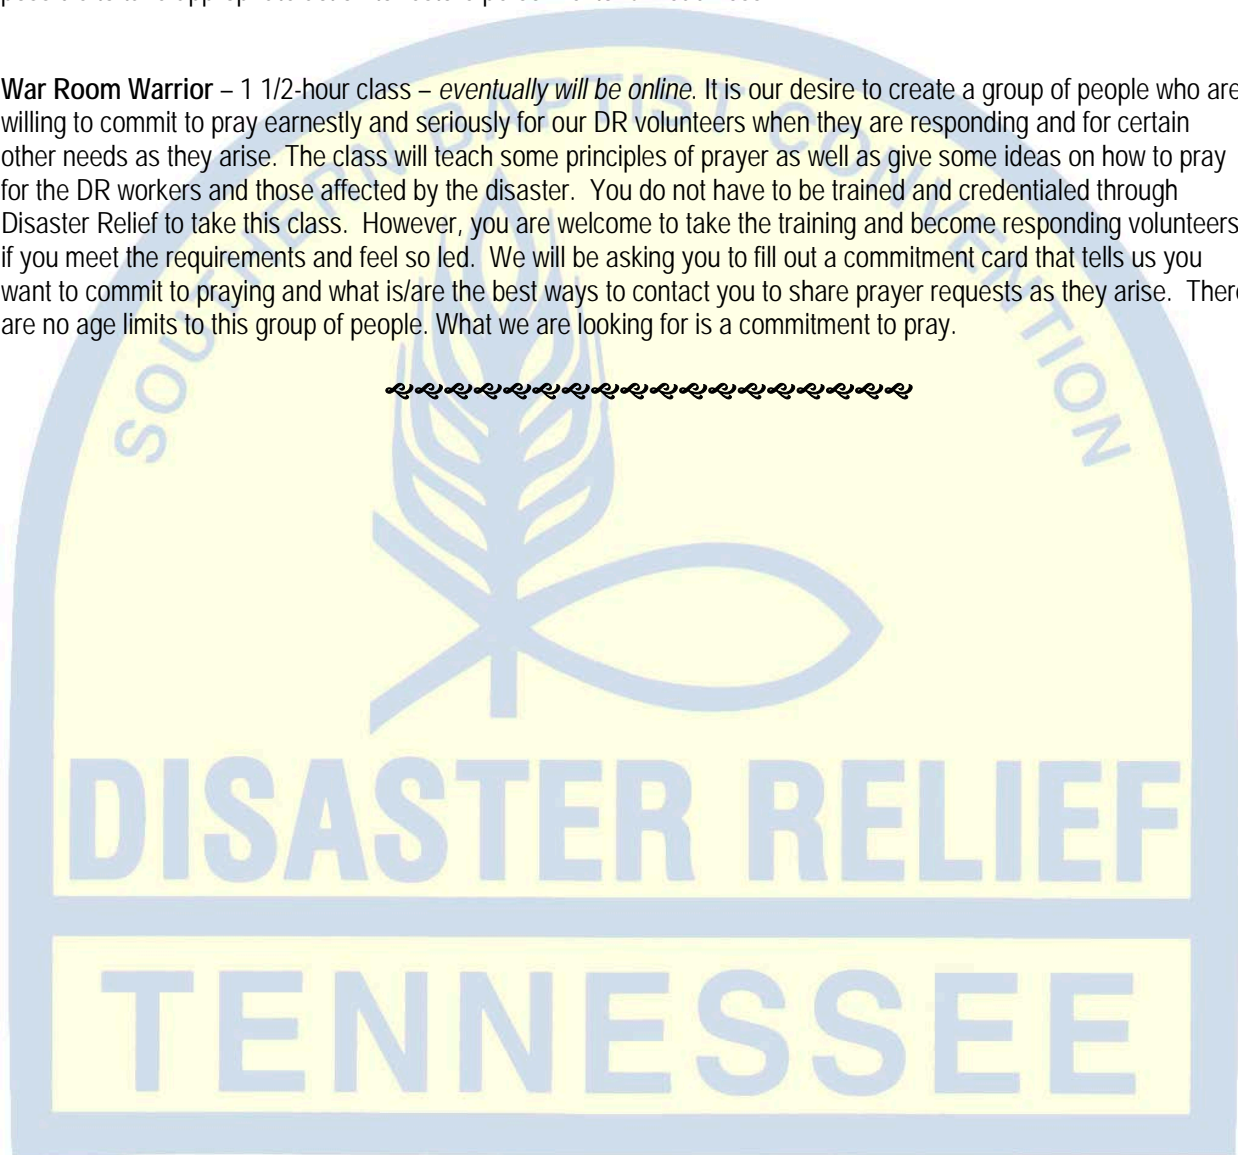 War Room Warrior – 1 1/2-hour class – eventually will be online. It is our desire to create a group of people who are
willing to commit to pray earnestly and seriously for our DR volunteers when they are responding and for certain
other needs as they arise. The class will teach some principles of prayer as well as give some ideas on how to pray
for the DR workers and those affected by the disaster.  You do not have to be trained and credentialed through
Disaster Relief to take this class.  However, you are welcome to take the training and become responding volunteers
if you meet the requirements and feel so led.  We will be asking you to fill out a commitment card that tells us you
want to commit to praying and what is/are the best ways to contact you to share prayer requests as they arise.  There
are no age limits to this group of people. What we are looking for is a commitment to pray.
SOUTHERN BAPTIST CONVENTION
DISASTER RELIEF
TENNESSEE